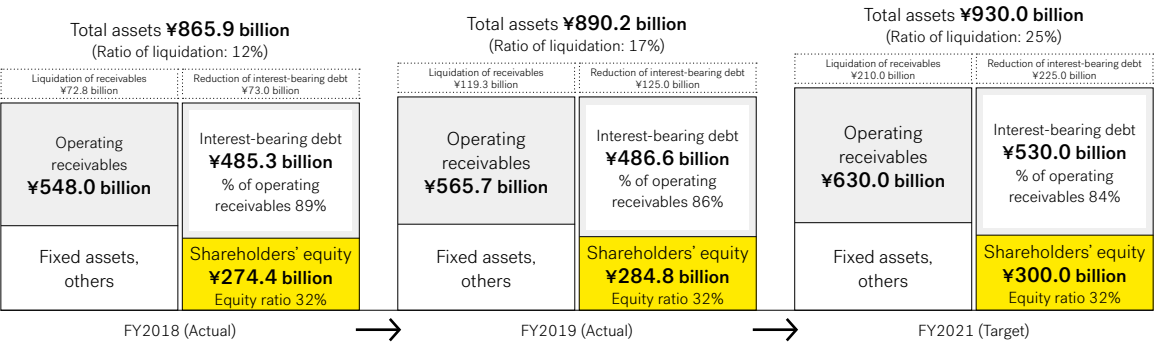 Total assets ¥865.9 billion
(Ratio of liquidation: 12%)
Liquidation of receivables
¥72.8 billion
Reduction of interest-bearing debt
¥73.0 billion
Operating
receivables
¥548.0 billion
Interest-bearing debt
¥485.3 billion
% of operating
receivables 89%
Fixed assets,
others
Shareholders' equity
¥274.4 billion
Equity ratio 32%
FY2018 (Actual)
Total assets ¥890.2 billion
(Ratio of liquidation: 17%)
Liquidation of receivables
¥119.3 billion
Reduction of interest-bearing debt
¥125.0 billion
Operating
receivables
¥565.7 billion
Interest-bearing debt
¥486.6 billion
% of operating
receivables 86%
Fixed assets,
others
Shareholders' equity
¥284.8 billion
Equity ratio 32%
FY2019 (Actual)
Total assets ¥930.0 billion
(Ratio of liquidation: 25%)
Liquidation of receivables
¥210.0 billion
Reduction of interest-bearing debt
¥225.0 billion
Operating
receivables
¥630.0 billion
Interest-bearing debt
¥530.0 billion
% of operating
receivables 84%
Fixed assets,
others
Shareholders' equity
¥300.0 billion
Equity ratio 32%
FY2021 (Target)